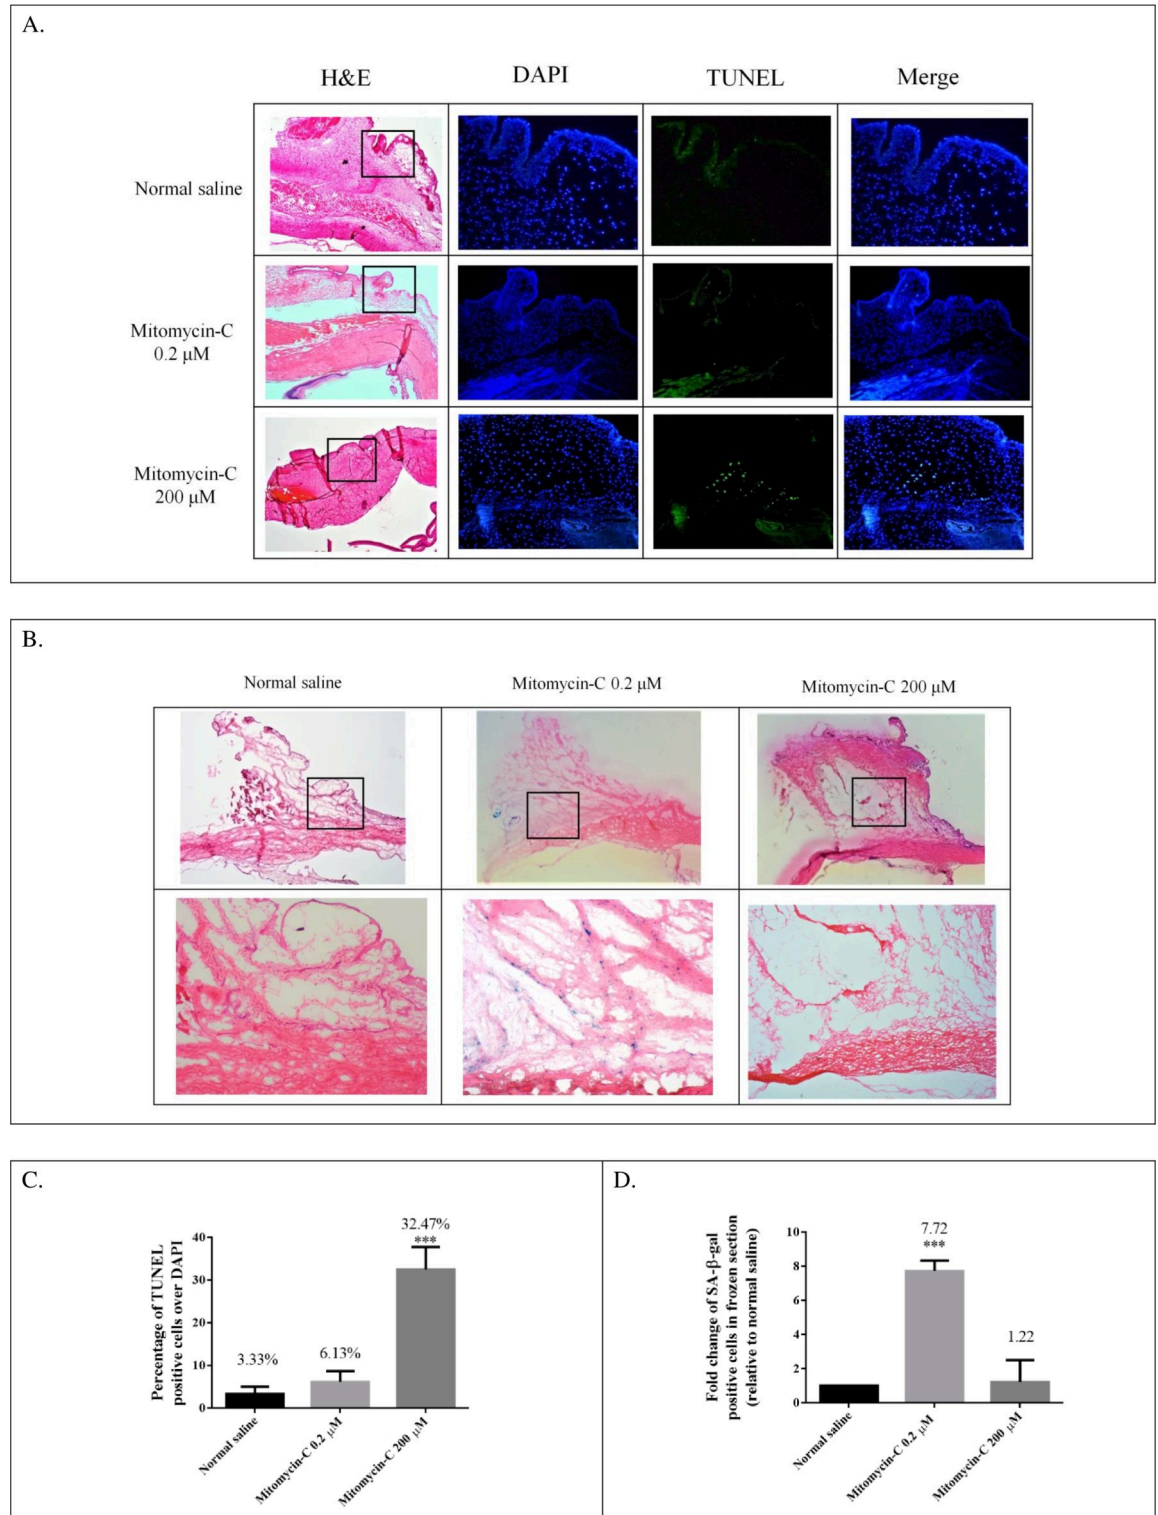 A.
H&E
DAPI
TUNEL
Merge
Normal saline
Mitomycin-C
0.2 μM
Mitomycin-C
200 μM
B.
Normal saline
Mitomycin-C 0.2 μM
Mitomycin-C 200 μM
C.
Percentage of TUNEL
positive cells over DAPI
40
30
20
10
0
3.33%
6.13%
32.47%
***
Normal saline
Mitomycin-C 0.2 μM
Mitomycin-C 200 μM
D.
Fold change of SA-β-gal
positive cells in frozen section
(relative to normal saline)
10
8
6
4
2
0
7.72
***
1.22
Normal saline
Mitomycin-C 0.2 μM
Mitomycin-C 200 μM